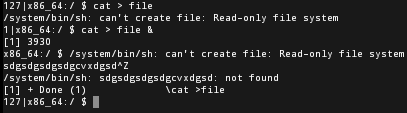 127|x86_64:/ $ cat > file
/system/bin/sh: can't create file: Read-only file system
1|x86_64:/ $ cat > file &
[1] 3930
x86_64:/ $ /system/bin/sh: can't create file: Read-only file system
sdgsdgsdgsdgcvxdgsd^Z
/system/bin/sh: sdgsdgsdgsdgcvxdgsd: not found
[1] + Done (1)             \cat >file
127|x86_64:/ $